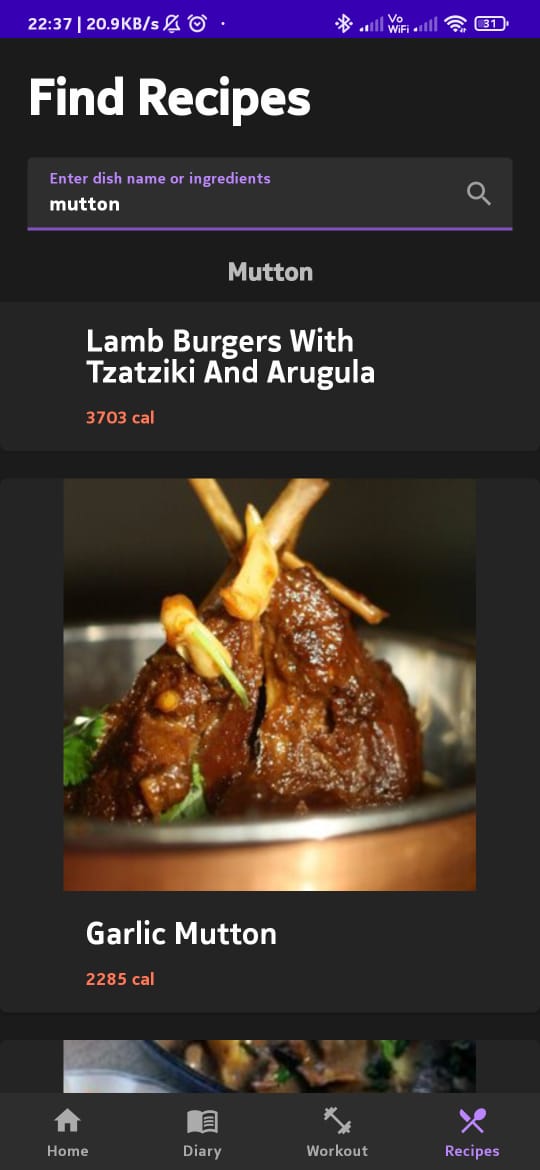 22:37 | 20.9KB/s
Vo
WiFi
31
Find Recipes
Enter dish name or ingredients
mutton
Mutton
Lamb Burgers With
Tzatziki And Arugula
3703 cal
Garlic Mutton
2285 cal
Home
Diary
Workout
Recipes